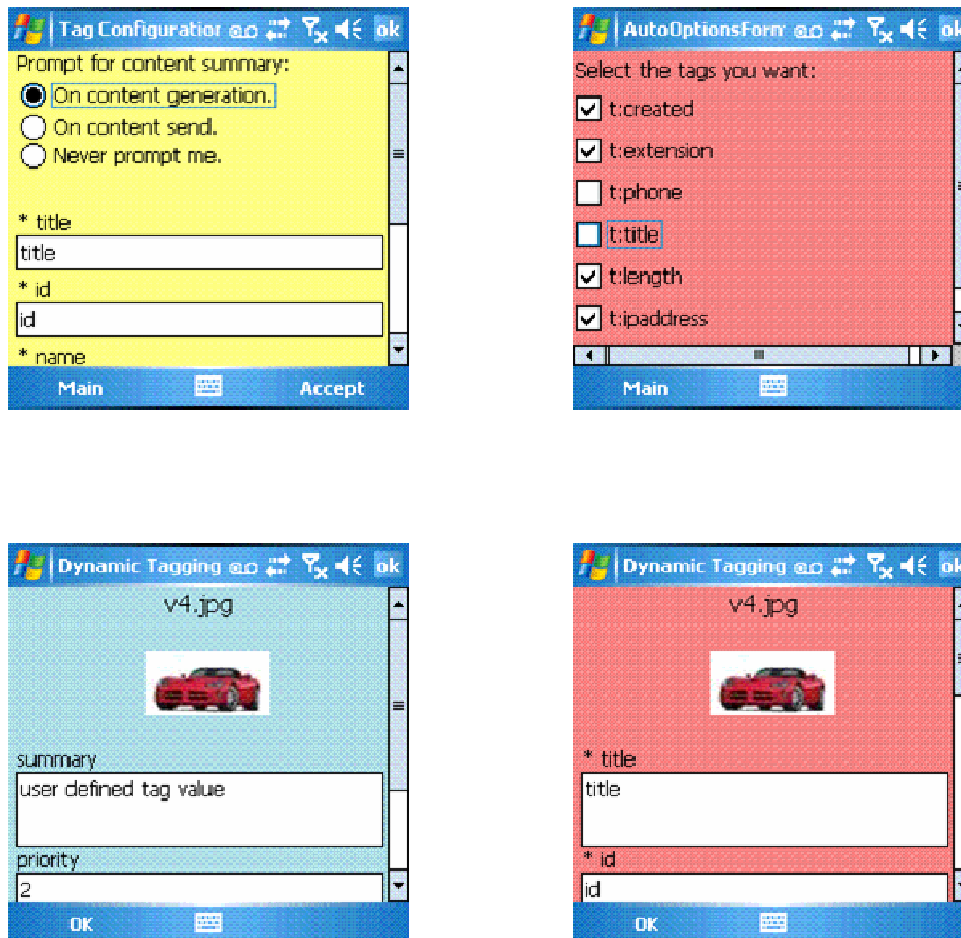 Tag Configuration ok
Prompt for content summary:
On content generation.
On content send.
Never prompt me.
* title
title
* id
id
* name
Main Accept
AutoOptionsForm ok
Select the tags you want:
t:created
t:extension
t:phone
t:title
t:length
t:ipaddress
Main
Dynamic Tagging ok
v4.jpg
summary
user defined tag value
priority
2
OK
Dynamic Tagging ok
v4.jpg
* title
title
* id
id
OK